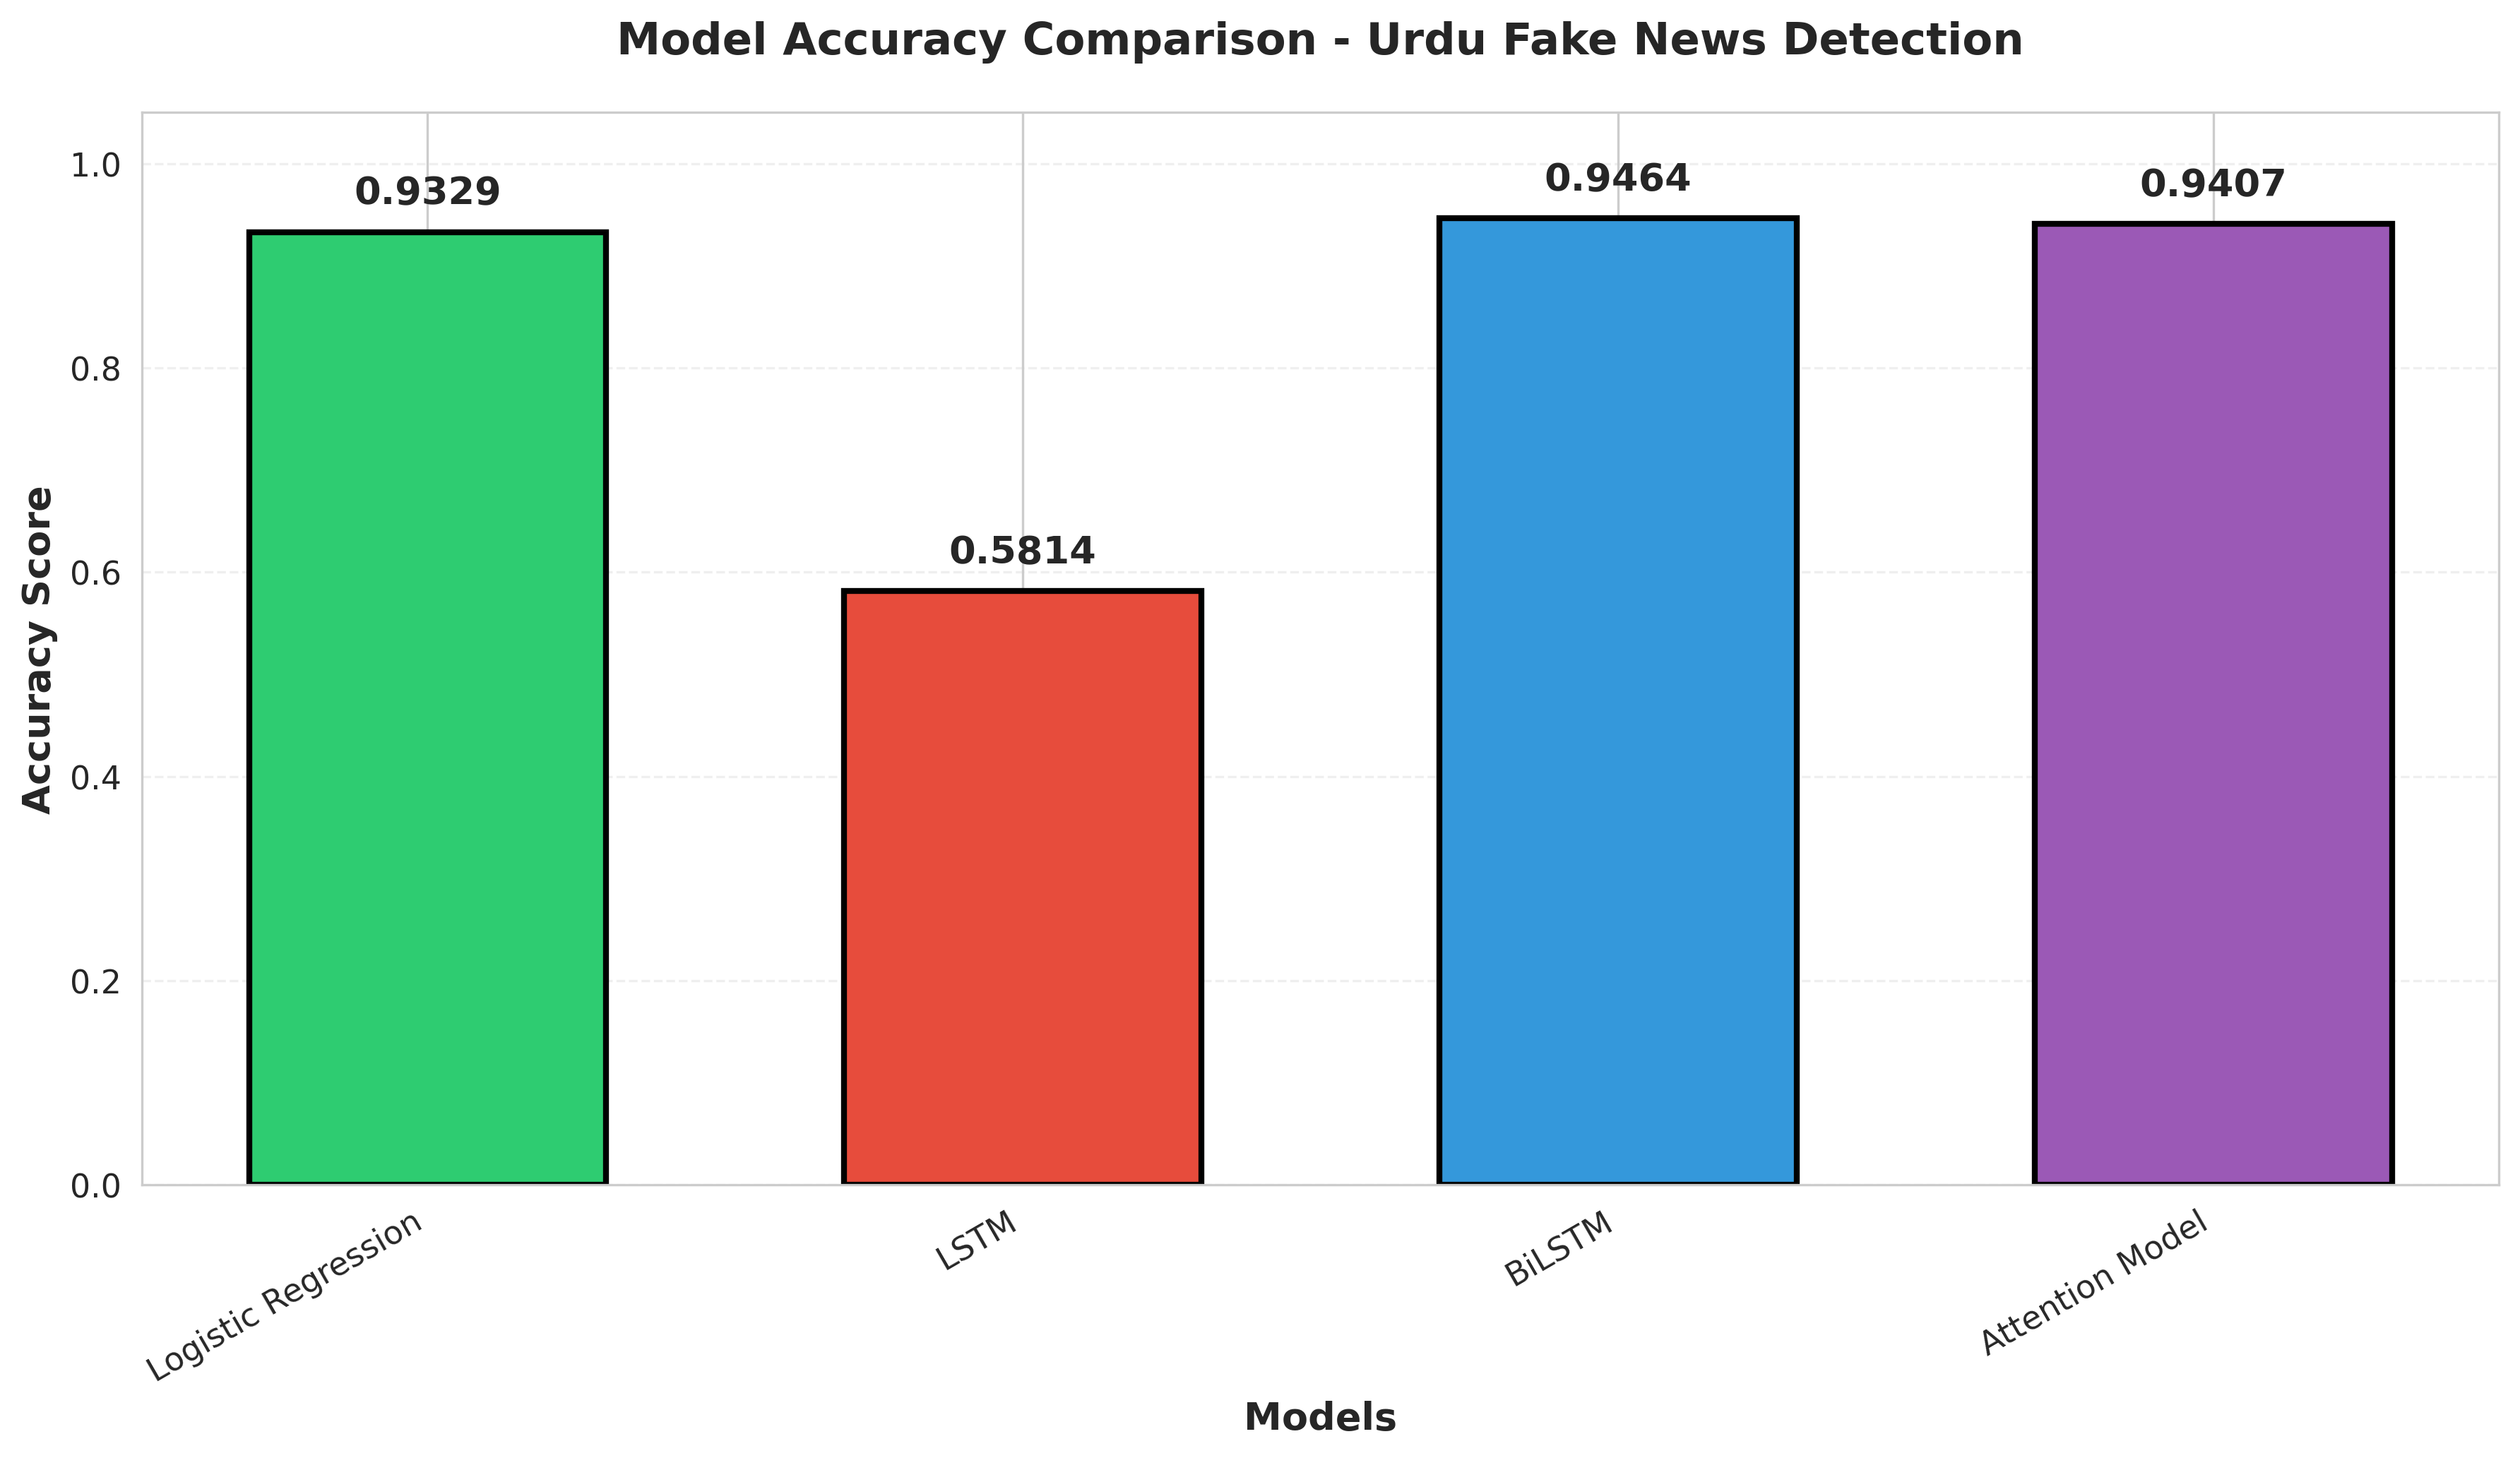 Model Accuracy Comparison - Urdu Fake News Detection
Accuracy Score
1.0
0.8
0.6
0.4
0.2
0.0
0.9329
0.5814
0.9464
0.9407
Logistic Regression
LSTM
BiLSTM
Attention Model
Models